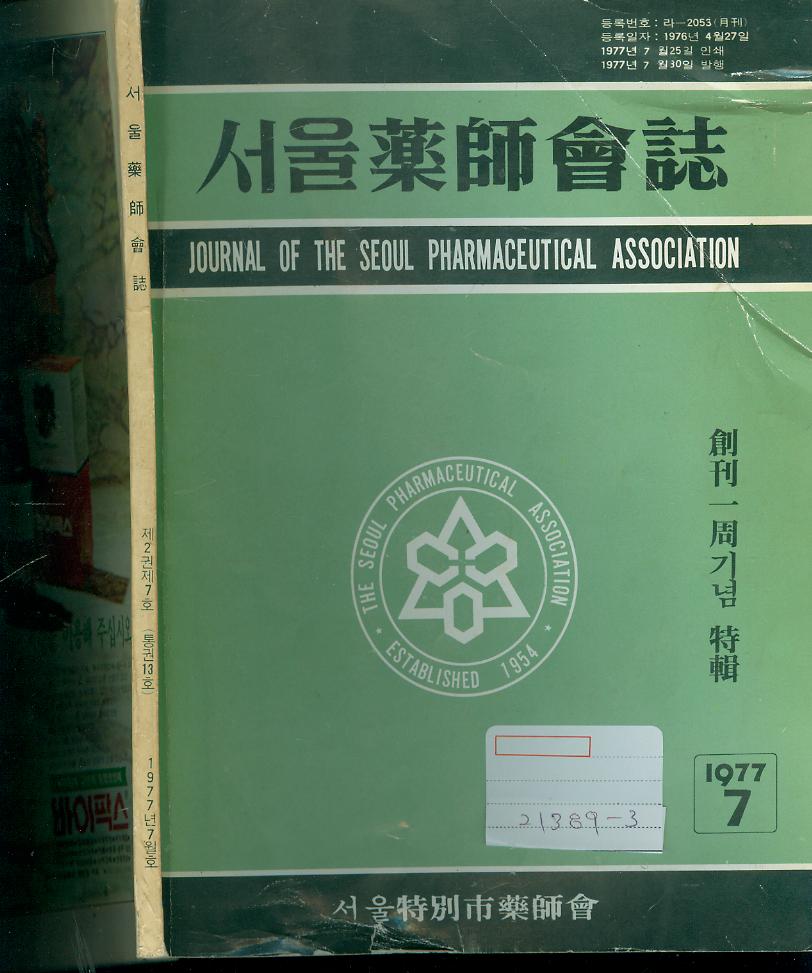 등록번호 : 라—2053 (月刊)
등록일자 : 1976년 4월27일
1977년 7 월25일 인쇄
1977년 7 월30일 발행
서울藥師會誌
JOURNAL OF THE SEOUL PHARMACEUTICAL ASSOCIATION
創刊一周기념 特輯
THE SEOUL PHARMACEUTICAL ASSOCIATION
ESTABLISHED 1954
21389-3
1977
7
서울特別市藥師會
서울藥師會誌
제2권제7호 (통권13호)
1977년7월호
주십시오
바이팍스